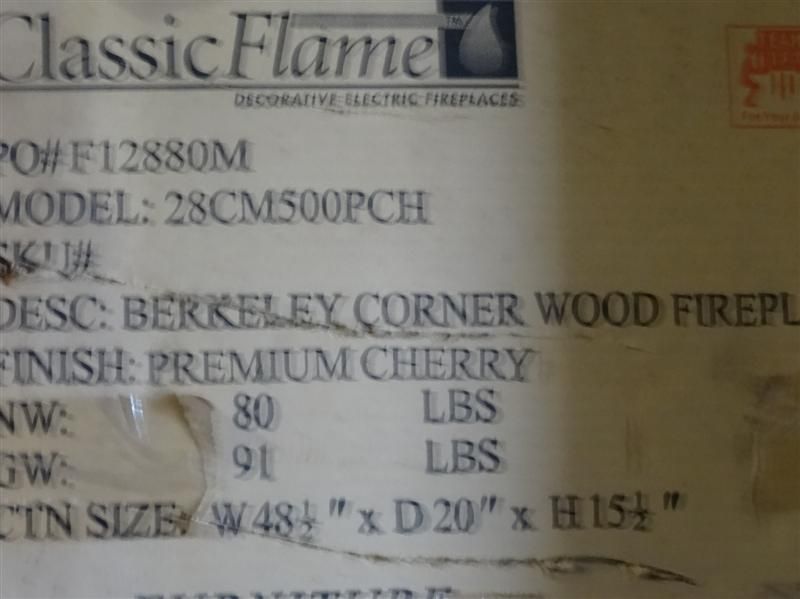 ClassicFlame
DECORATIVE ELECTRIC FIREPLACES
PO# F12880M
MODEL: 28CM500PCH
SKU#
DESC: BERKELEY CORNER WOOD FIREPL
FINISH: PREMIUM CHERRY
NW: 80 LBS
GW: 91 LBS
CTN SIZE: W 48½" x D 20" x H 15½"
FURNITURE